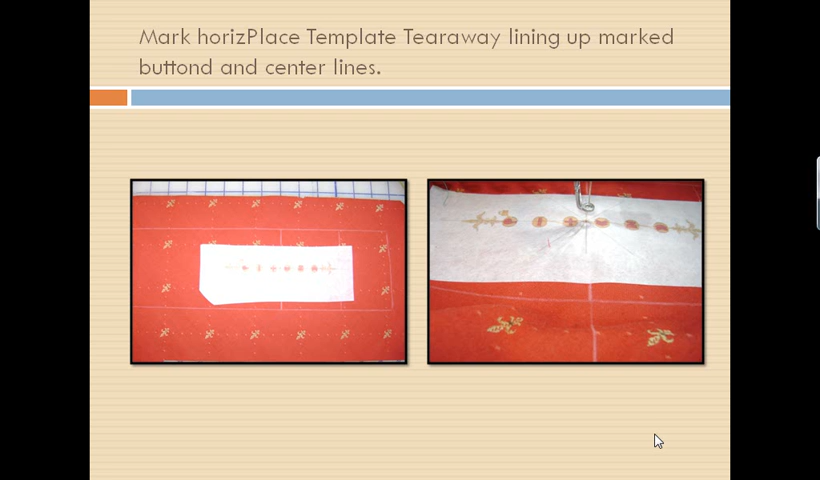 Mark horizPlace Template Tearaway lining up marked
buttond and center lines.